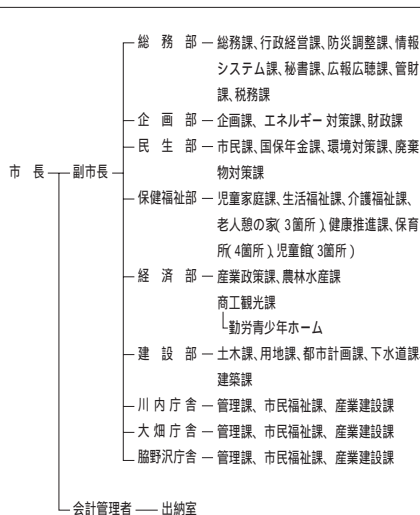 総務部 総務課、行政経営課、防災調整課、情報
システム課、秘書課、広報広聴課、管財
課、税務課
企画部 企画課、エネルギー対策課、財政課
民生部 市民課、国保年金課、環境対策課、廃棄
市長 副市長 物対策課
保健福祉部 児童家庭課、生活福祉課、介護福祉課、
老人憩の家(3箇所)、健康推進課、保育
所(4箇所)、児童館(3箇所)
経済部 産業政策課、農林水産課
商工観光課
勤労青少年ホーム
建設部 土木課、用地課、都市計画課、下水道課
建築課
川内庁舎 管理課、市民福祉課、産業建設課
大畑庁舎 管理課、市民福祉課、産業建設課
脇野沢庁舎 管理課、市民福祉課、産業建設課
会計管理者 出納室